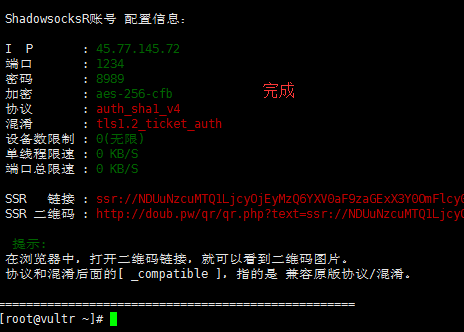 ShadowsocksR账号 配置信息：
I P : 45.77.145.72
端口 : 1234
密码 : 8989
加密 : aes-256-cfb
完成
协议 : auth_sha1_v4
混淆 : tls1.2_ticket_auth
设备数限制 : 0(无限)
单线程限速 : 0 KB/S
端口总限速 : 0 KB/S
SSR 链接 : ssr://NDUuNzcuMTQ1LjcyOjEyMzQ6YXV0aF9zaGExX3Y0OmFlcy0
SSR 二维码 : http://doub.pw/qr/qr.php?text=ssr://NDUuNzcuMTQ1Ljcy0
提示:
在浏览器中，打开二维码链接，就可以看到二维码图片。
协议和混淆后面的[ _compatible ]，指的是 兼容原版协议/混淆。
==================================================
[root@vultr ~]#